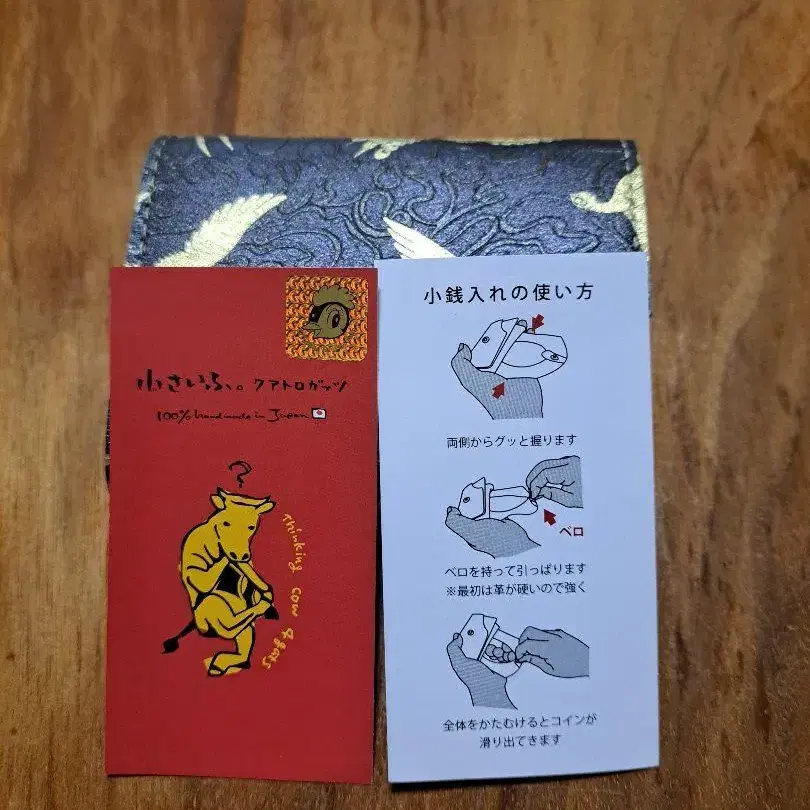 小さいふ。クアトロガッツ
100% handmade in Japan
?
thinking cow 4gats
小銭入れの使い方
両側からグッと握ります
ベロ
ベロを持って引っぱります
※最初は革が硬いので強く
全体をかたむけるとコインが
滑り出てきます